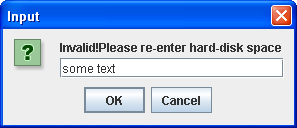 Input
?
Invalid!Please re-enter hard-disk space
some text
OK Cancel